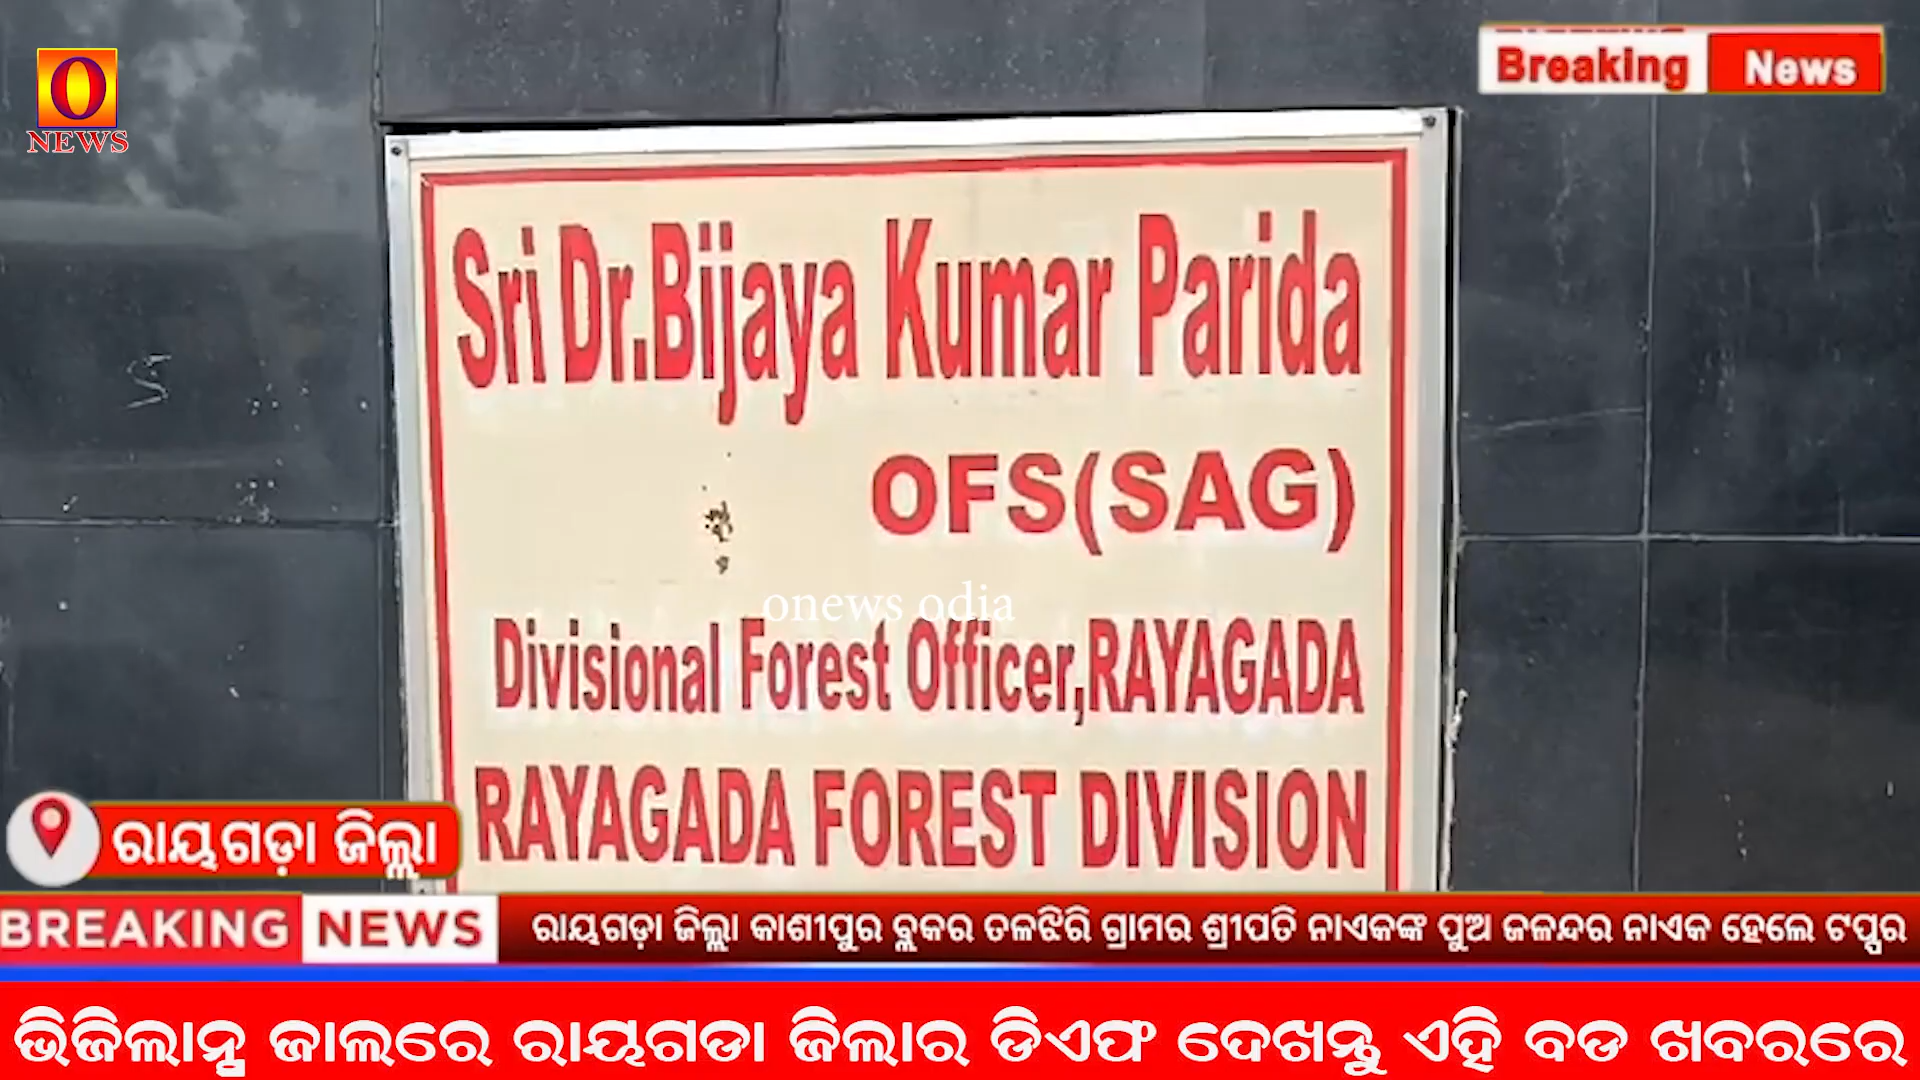 O
NEWS
Breaking News
Sri Dr.Bijaya Kumar Parida
OFS(SAG)
onews odia
Divisional Forest Officer,RAYAGADA
RAYAGADA FOREST DIVISION
ରାୟଗଡ଼ା ଜିଲ୍ଲା
BREAKING NEWS
ରାୟଗଡ଼ା ଜିଲ୍ଲା କାଶୀପୁର ବ୍ଲକର ତଳଝିରି ଗ୍ରାମର ଶ୍ରୀପତି ନାଏକଙ୍କ ପୁଅ ଜଳନ୍ଦର ନାଏକ ହେଲେ ଟପ୍ପର
ଭିଜିଲାନ୍ସ ଜାଲରେ ରାୟଗଡା ଜିଲାର ଡିଏଫ ଦେଖନ୍ତୁ ଏହି ବଡ ଖବରରେ